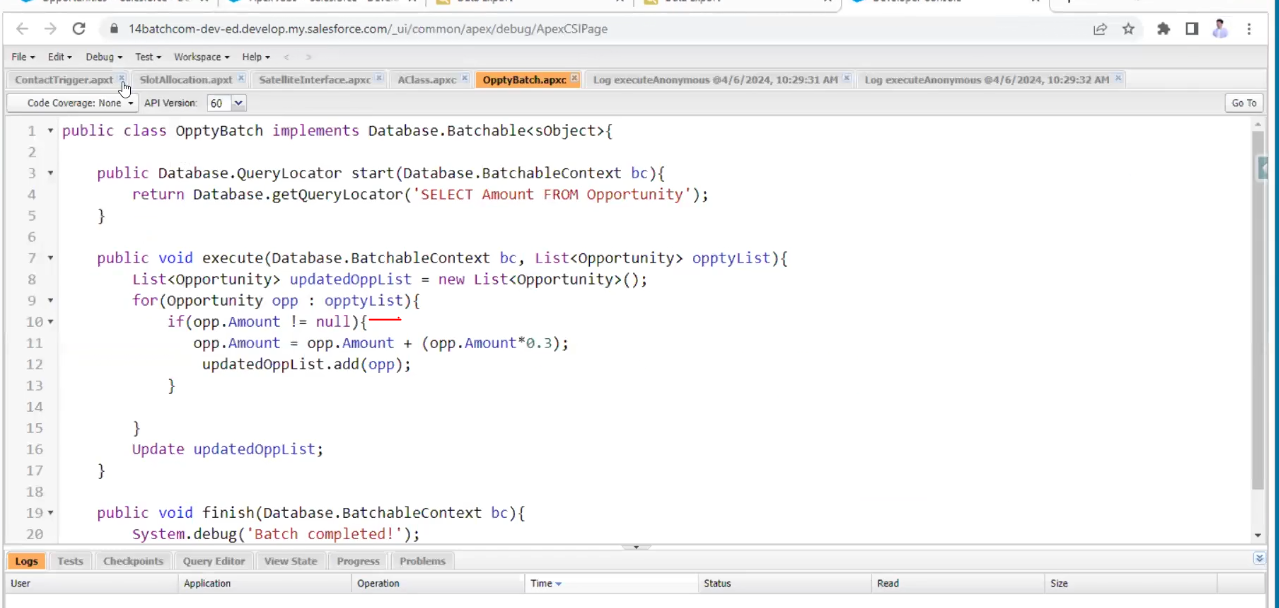 14batchcom-dev-ed.develop.my.salesforce.com/_ui/common/apex/debug/ApexCSIPage
File Edit Debug Test Workspace Help < >
ContactTrigger.apxt SlotAllocation.apxt SatelliteInterface.apxc AClass.apxc OpptyBatch.apxc Log executeAnonymous @4/6/2024, 10:29:31 AM Log executeAnonymous @4/6/2024, 10:29:32 AM
Code Coverage: None API Version: 60 Go To
1 public class OpptyBatch implements Database.Batchable<sObject>{
2
3 public Database.QueryLocator start(Database.BatchableContext bc){
4 return Database.getQueryLocator('SELECT Amount FROM Opportunity');
5 }
6
7 public void execute(Database.BatchableContext bc, List<Opportunity> opptyList){
8 List<Opportunity> updatedOppList = new List<Opportunity>();
9 for(Opportunity opp : opptyList){
10 if(opp.Amount != null){
11 opp.Amount = opp.Amount + (opp.Amount*0.3);
12 updatedOppList.add(opp);
13 }
14
15 }
16 Update updatedOppList;
17 }
18
19 public void finish(Database.BatchableContext bc){
20 System.debug('Batch completed!');
Logs Tests Checkpoints Query Editor View State Progress Problems
User Application Operation Time Status Read Size